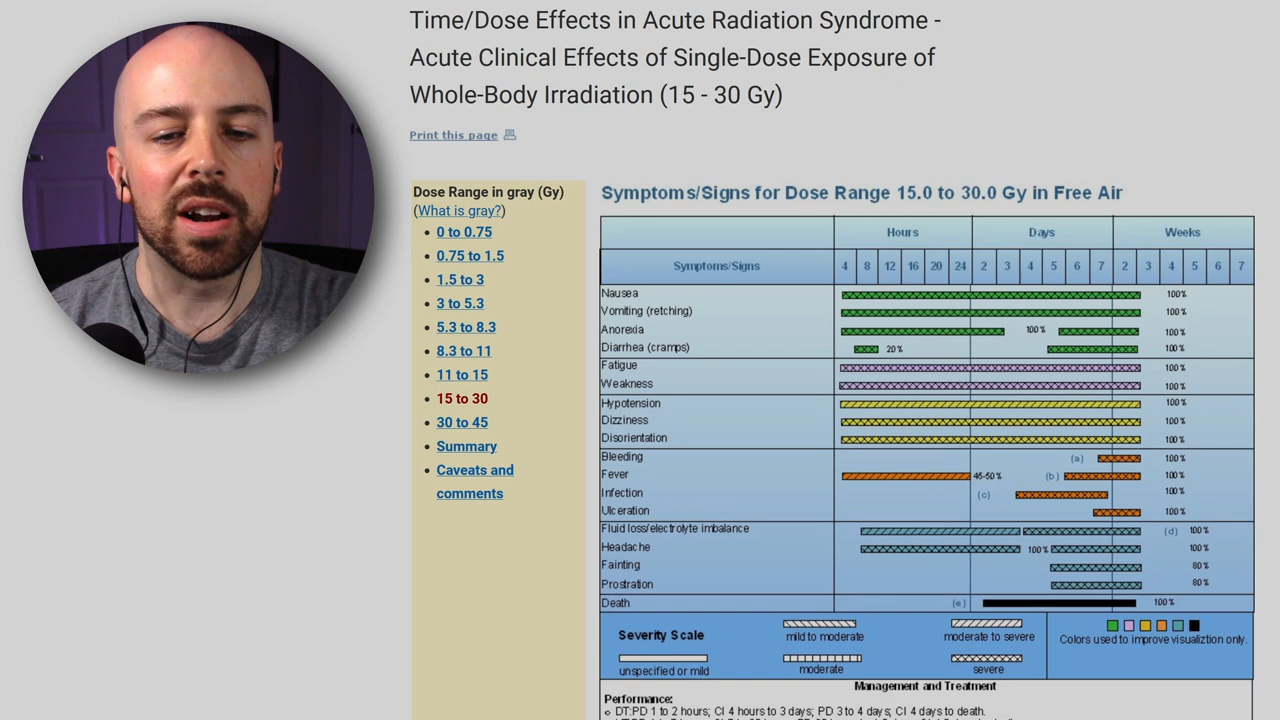 Time/Dose Effects in Acute Radiation Syndrome -
Acute Clinical Effects of Single-Dose Exposure of
Whole-Body Irradiation (15 - 30 Gy)
Print this page
Dose Range in gray (Gy)
(What is gray?)
• 0 to 0.75
• 0.75 to 1.5
• 1.5 to 3
• 3 to 5.3
• 5.3 to 8.3
• 8.3 to 11
• 11 to 15
• 15 to 30
• 30 to 45
• Summary
• Caveats and
comments
Symptoms/Signs for Dose Range 15.0 to 30.0 Gy in Free Air
Hours Days Weeks
Symptoms/Signs 4 8 12 16 20 24 2 3 4 5 6 7 2 3 4 5 6 7
Nausea 100%
Vomiting (retching) 100%
Anorexia 100% 100%
Diarrhea (cramps) 20% 100%
Fatigue 100%
Weakness 100%
Hypotension 100%
Dizziness 100%
Disorientation 100%
Bleeding (a) 100%
Fever 45-50% (b) 100%
Infection (c) 100%
Ulceration 100%
Fluid loss/electrolyte imbalance (d) 100%
Headache 100% 100%
Fainting 80%
Prostration 80%
Death (e) 100%
Severity Scale mild to moderate moderate to severe
Colors used to improve visualiztion only.
unspecified or mild moderate severe
Management and Treatment
Performance:
DT:PD 1 to 2 hours; CI 4 hours to 3 days; PD 3 to 4 days; CI 4 days to death.